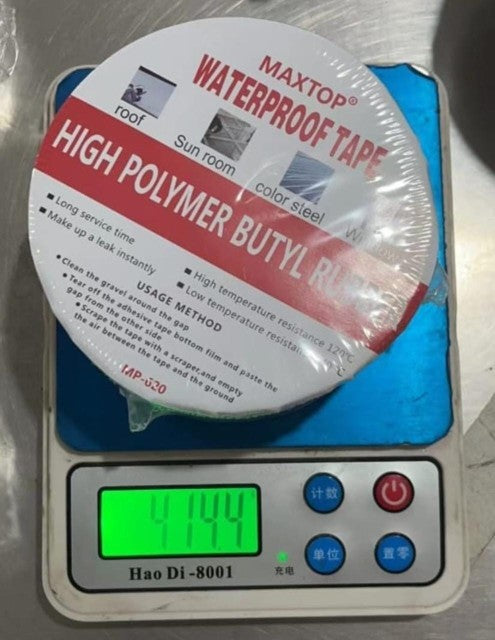 MAXTOP®
WATERPROOF TAPE
roof
Sun room
color steel
HIGH POLYMER BUTYL
Long service time
Make up a leak instantly
High temperature resistance 120°C
Low temperature
USAGE METHOD
Clean the gravel around the gap
Tear off the adhesive tape bottom film and paste the
gap from the other side
Scrape the tape with a scraper,and empty
the air between the tape and the ground
MP-020
414.4
Hao Di -8001
计数
单位
置零
充电